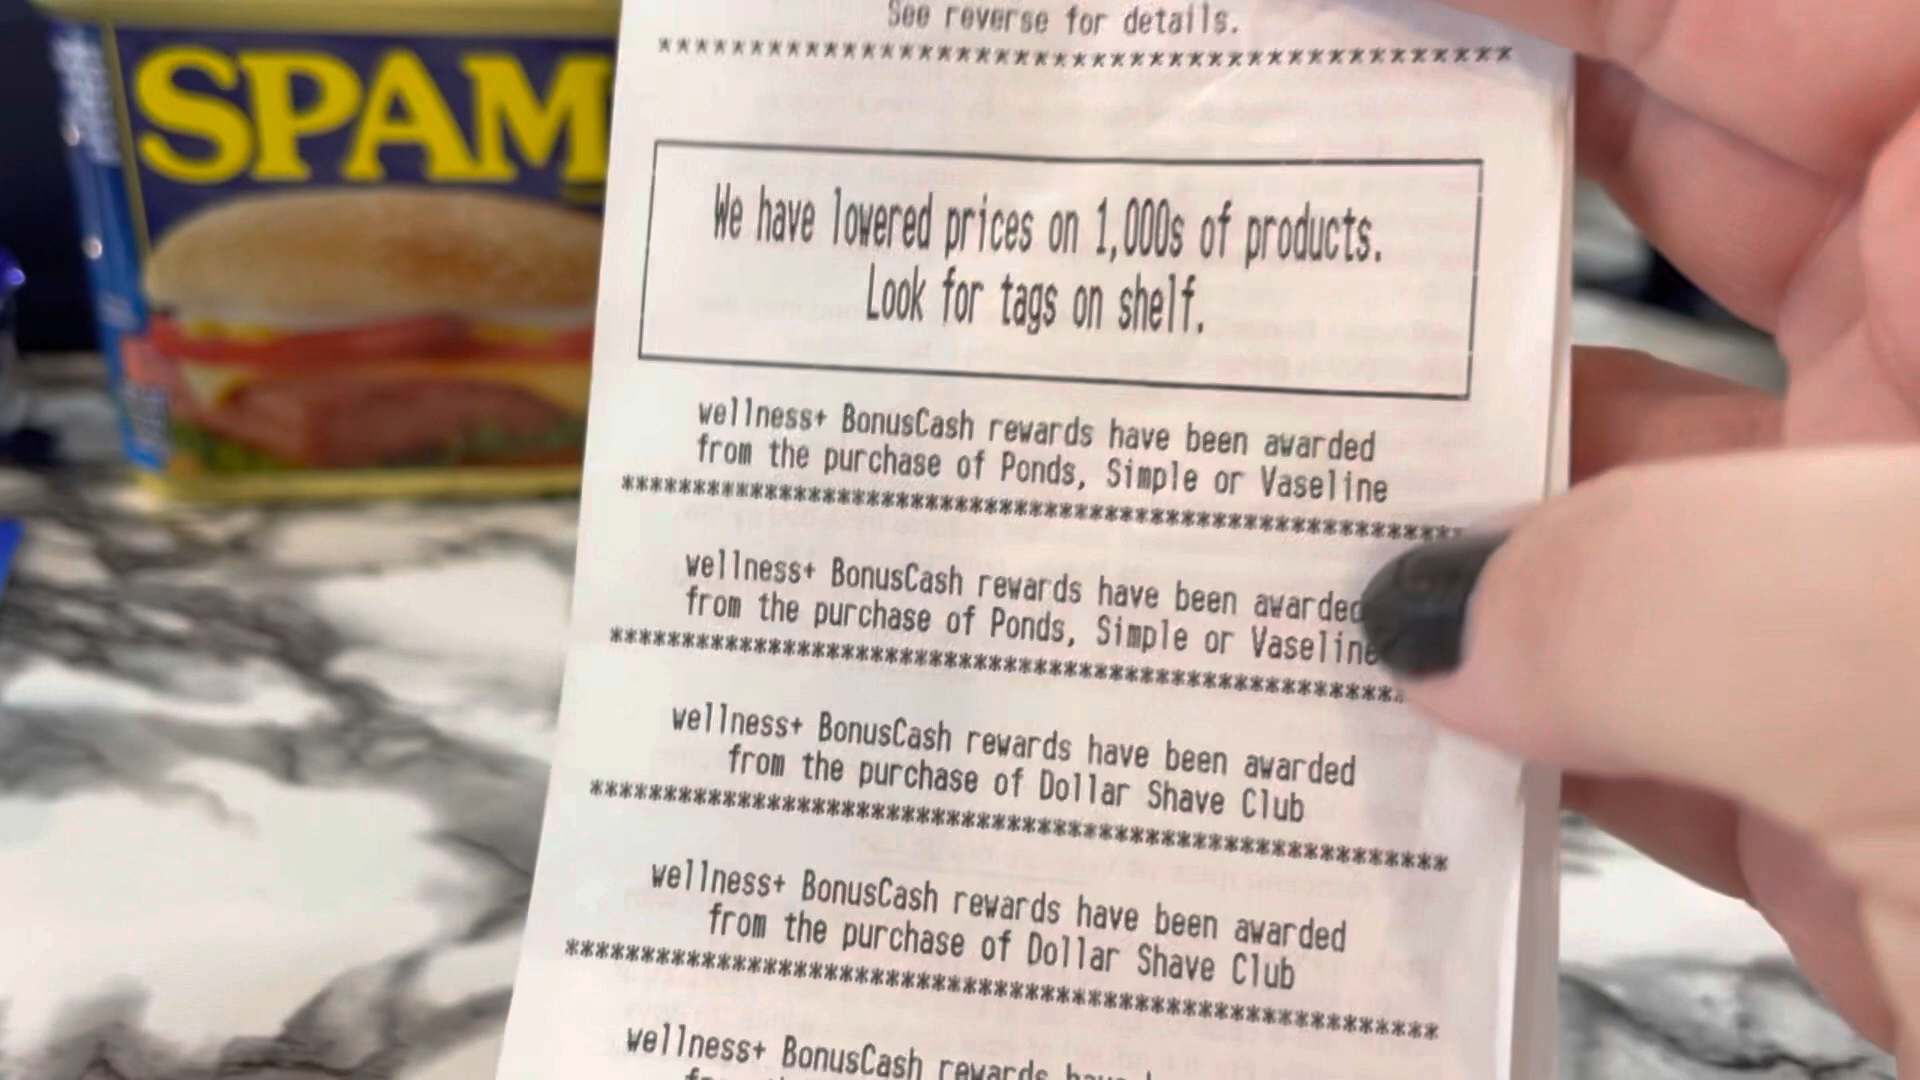 SPAM
See reverse for details.
*****************************************
We have lowered prices on 1,000s of products.
Look for tags on shelf.
wellness+ BonusCash rewards have been awarded
from the purchase of Ponds, Simple or Vaseline
************************************************************
wellness+ BonusCash rewards have been awarded
from the purchase of Ponds, Simple or Vaseline
************************************************************
wellness+ BonusCash rewards have been awarded
from the purchase of Dollar Shave Club
************************************************************
wellness+ BonusCash rewards have been awarded
from the purchase of Dollar Shave Club
************************************************************
wellness+ BonusCash rewards have